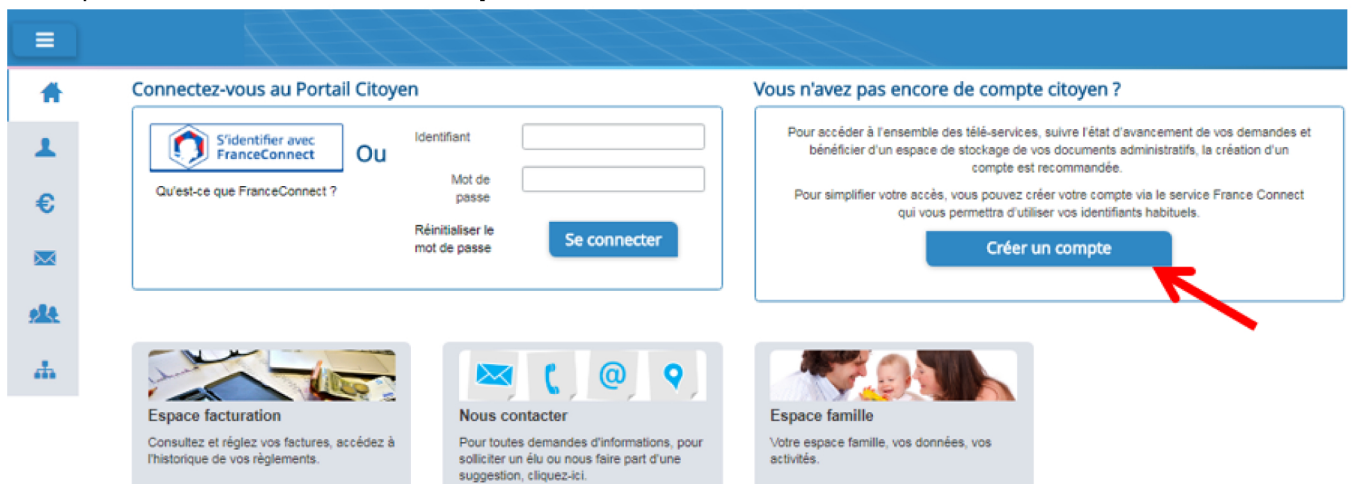 Connectez-vous au Portail Citoyen
S'identifier avec
FranceConnect
Qu'est-ce que FranceConnect ?
Ou
Identifiant
Mot de
passe
Réinitialiser le
mot de passe
Se connecter
Vous n'avez pas encore de compte citoyen ?
Pour accéder à l'ensemble des télé-services, suivre l'état d'avancement de vos demandes et
bénéficier d'un espace de stockage de vos documents administratifs, la création d'un
compte est recommandée.
Pour simplifier votre accès, vous pouvez créer votre compte via le service France Connect
qui vous permettra d'utiliser vos identifiants habituels.
Créer un compte
Espace facturation
Consultez et réglez vos factures, accédez à
l'historique de vos règlements.
Nous contacter
Pour toutes demandes d'informations, pour
solliciter un élu ou nous faire part d'une
suggestion, cliquez-ici.
Espace famille
Votre espace famille, vos données, vos
activités.